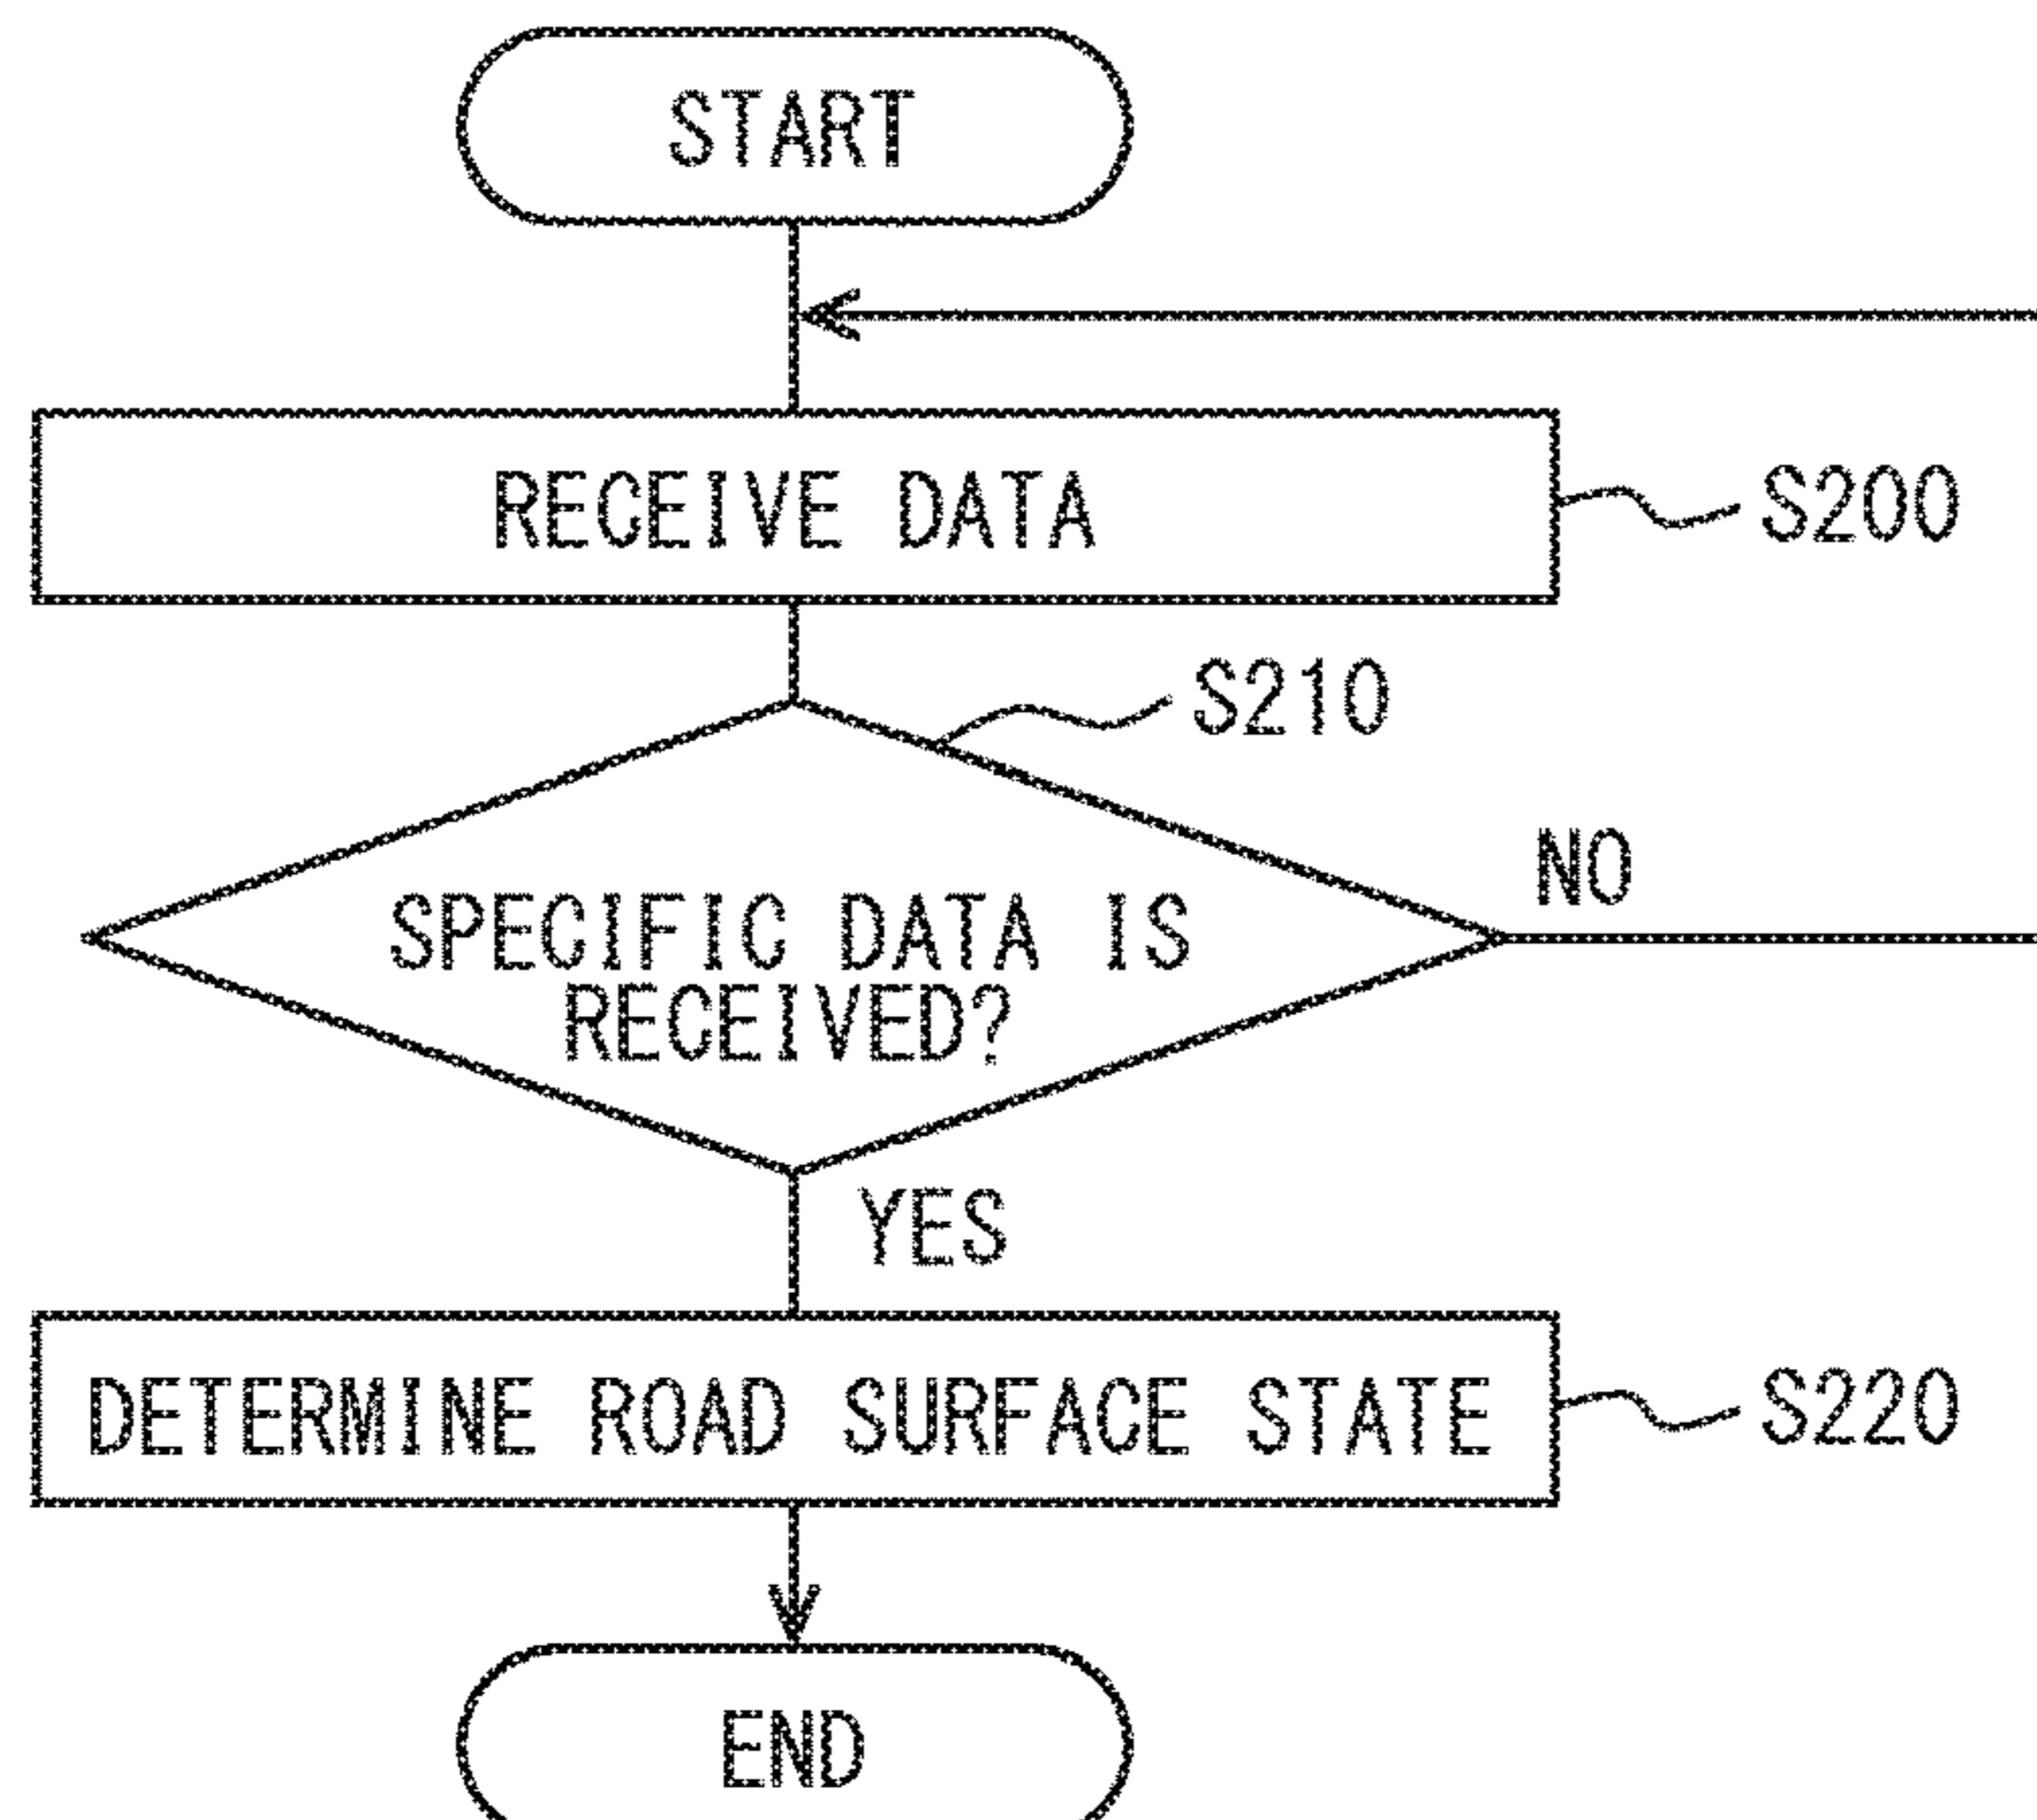 START
RECEIVE DATA
S200
S210
NO
SPECIFIC DATA IS
RECEIVED?
YES
DETERMINE ROAD SURFACE STATE
S220
END